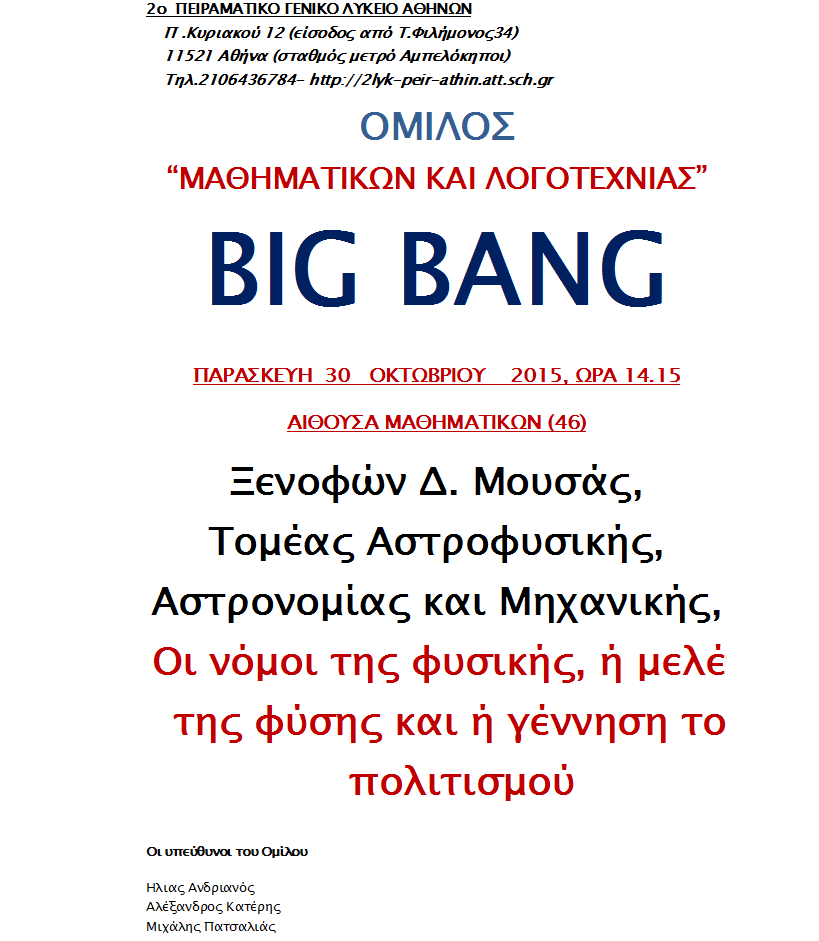 2ο ΠΕΙΡΑΜΑΤΙΚΟ ΓΕΝΙΚΟ ΛΥΚΕΙΟ ΑΘΗΝΩΝ
Π .Κυριακού 12 (είσοδος από Τ.Φιλήμονος34)
11521 Αθήνα (σταθμός μετρό Αμπελόκηποι)
Τηλ.2106436784- http://2lyk-peir-athin.att.sch.gr
ΟΜΙΛΟΣ
“ΜΑΘΗΜΑΤΙΚΩΝ ΚΑΙ ΛΟΓΟΤΕΧΝΙΑΣ”
BIG BANG
ΠΑΡΑΣΚΕΥΗ 30 ΟΚΤΩΒΡΙΟΥ 2015, ΩΡΑ 14.15
ΑΙΘΟΥΣΑ ΜΑΘΗΜΑΤΙΚΩΝ (46)
Ξενοφών Δ. Μουσάς,
Τομέας Αστροφυσικής,
Αστρονομίας και Μηχανικής,
Οι νόμοι της φυσικής, ή μελέ
της φύσης και ή γέννηση το
πολιτισμού
Οι υπεύθυνοι του Ομίλου
Ηλιας Ανδριανός
Αλέξανδρος Κατέρης
Μιχάλης Πατσαλιάς